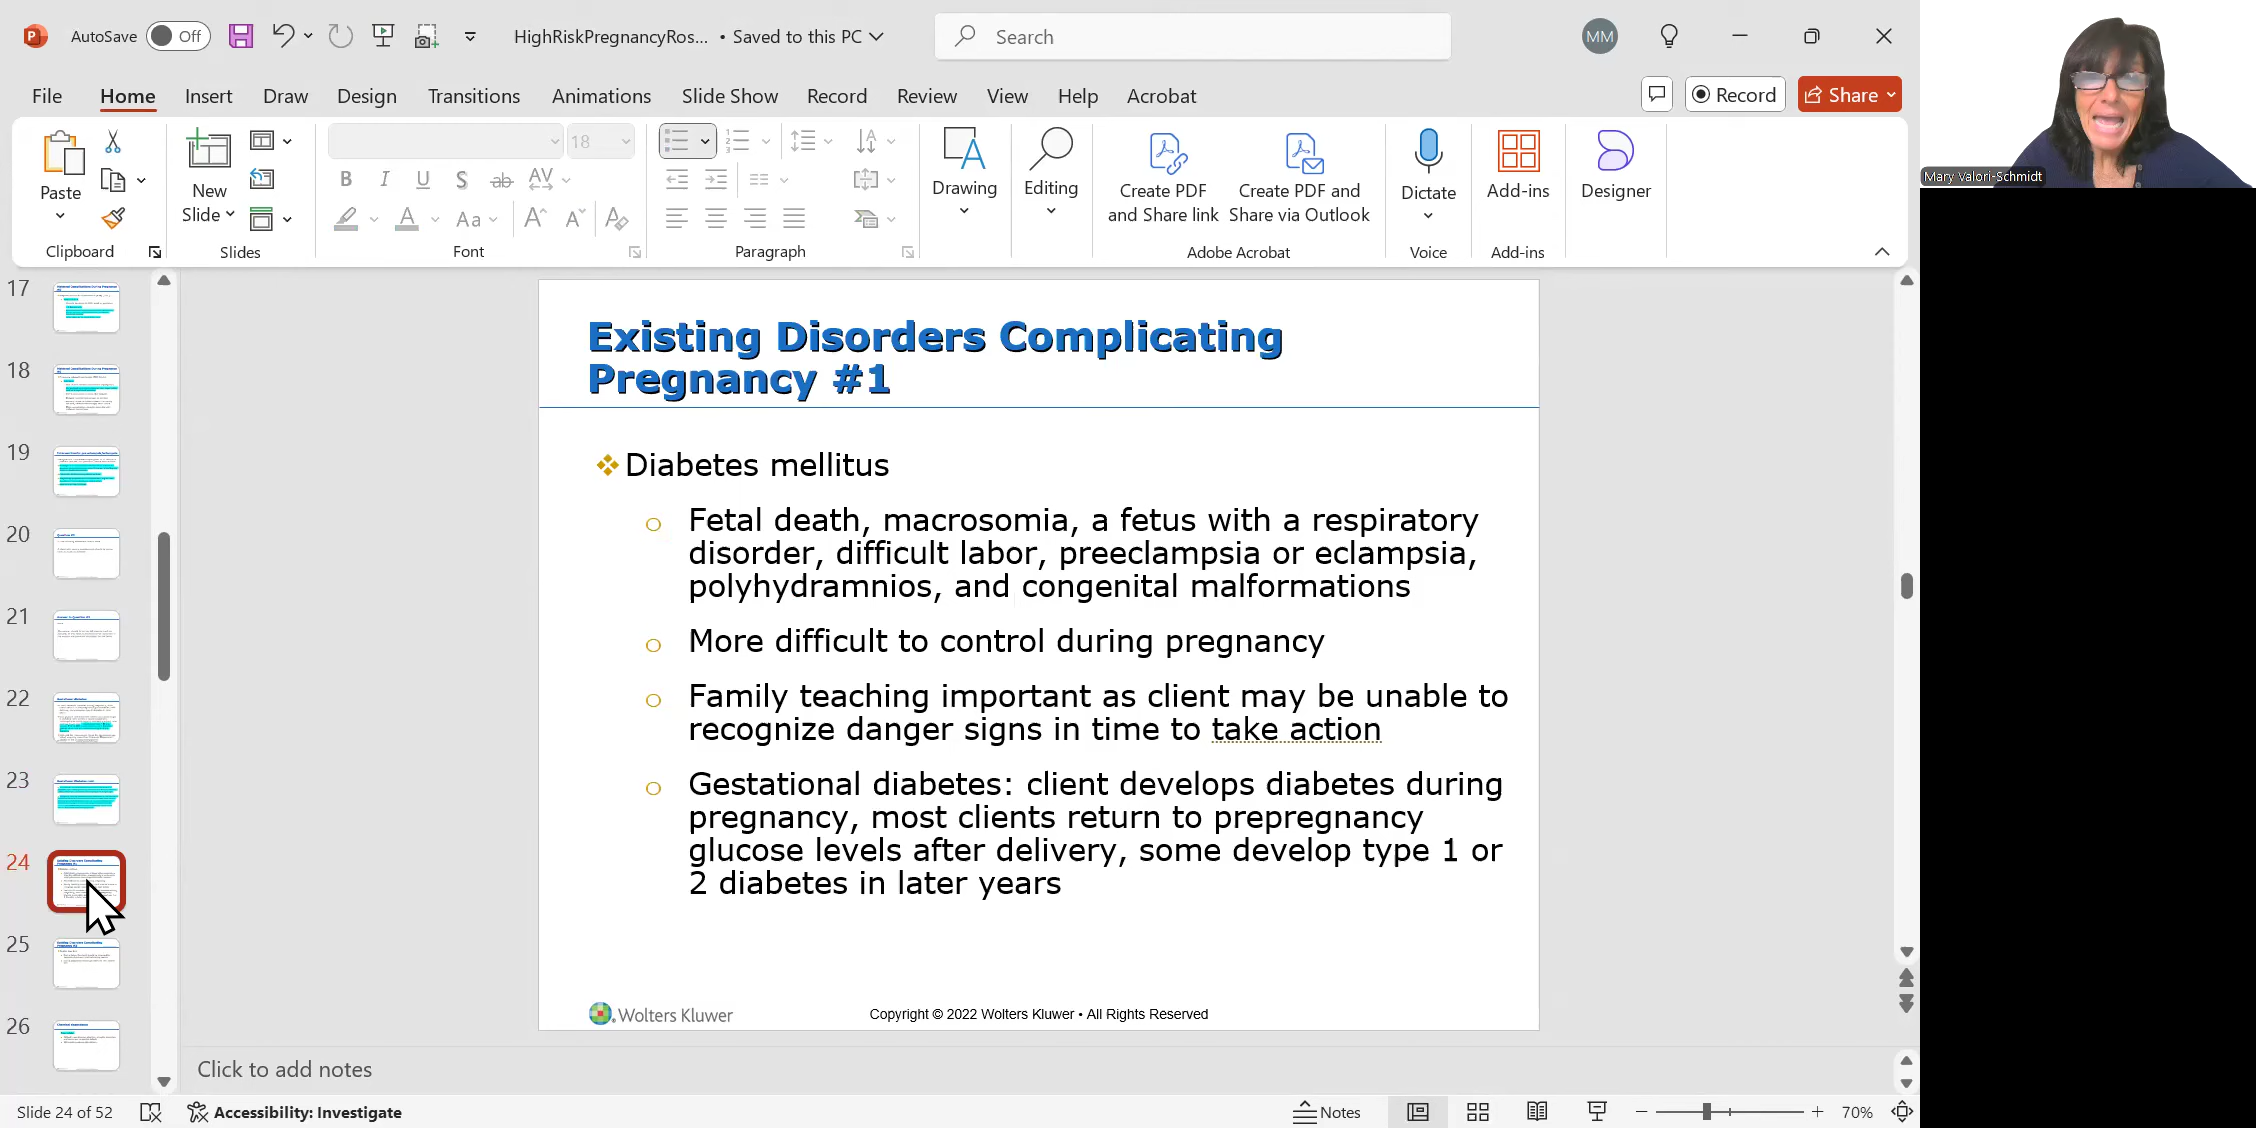 AutoSave Off HighRiskPregnancyRos... • Saved to this PC Search MM
File Home Insert Draw Design Transitions Animations Slide Show Record Review View Help Acrobat Record Share
Paste
New
Slide
18
B I U S ab AV
A Aa A A A
Drawing
Editing
Create PDF
and Share link
Create PDF and
Share via Outlook
Dictate
Add-ins
Designer
Clipboard Slides Font Paragraph Adobe Acrobat Voice Add-ins
Mary Valori-Schmidt
17
18
19
20
21
22
23
24
25
26
Existing Disorders Complicating
Pregnancy #1
Diabetes mellitus
Fetal death, macrosomia, a fetus with a respiratory
disorder, difficult labor, preeclampsia or eclampsia,
polyhydramnios, and congenital malformations
More difficult to control during pregnancy
Family teaching important as client may be unable to
recognize danger signs in time to take action
Gestational diabetes: client develops diabetes during
pregnancy, most clients return to prepregnancy
glucose levels after delivery, some develop type 1 or
2 diabetes in later years
Wolters Kluwer
Copyright © 2022 Wolters Kluwer • All Rights Reserved
Click to add notes
Slide 24 of 52 Accessibility: Investigate Notes 70%